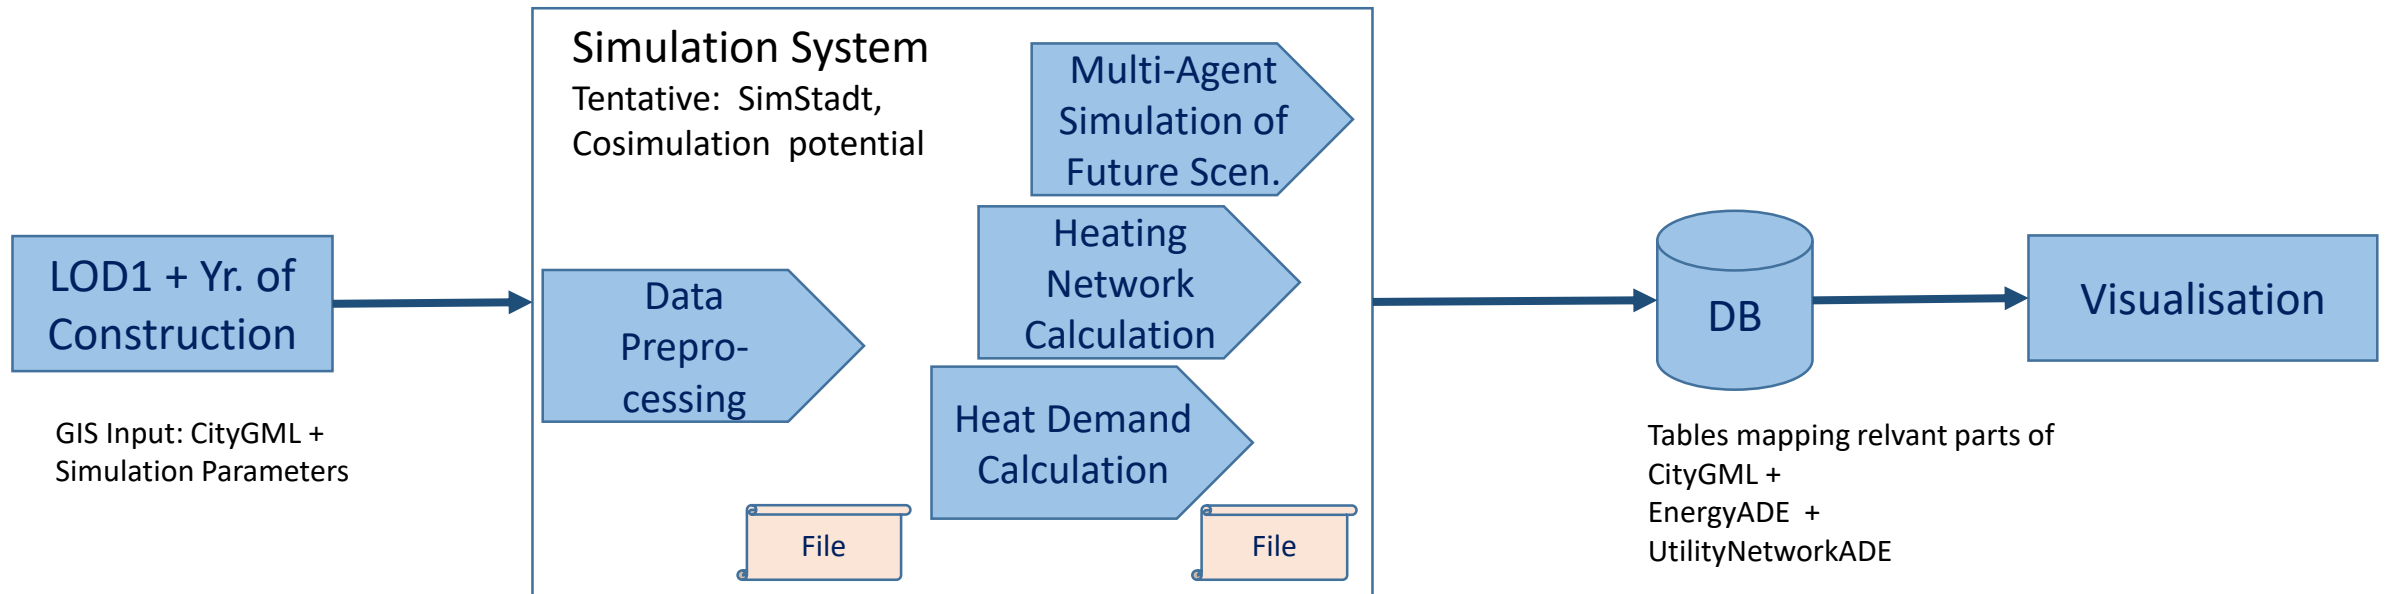 LOD1 + Yr. of
Construction
GIS Input: CityGML +
Simulation Parameters
Simulation System
Tentative: SimStadt,
Cosimulation potential
Data
Prepro-
cessing
Multi-Agent
Simulation of
Future Scen.
Heating
Network
Calculation
Heat Demand
Calculation
File
File
DB
Tables mapping relvant parts of
CityGML +
EnergyADE +
UtilityNetworkADE
Visualisation